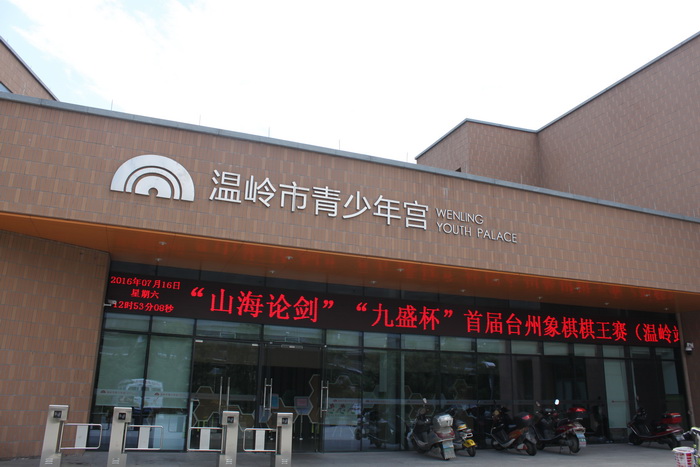 温岭市青少年宫
WENLING
YOUTH PALACE
2016年07月16日
星期六
12时53分08秒
“山海论剑”“九盛杯”首届台州象棋棋王赛（温岭站